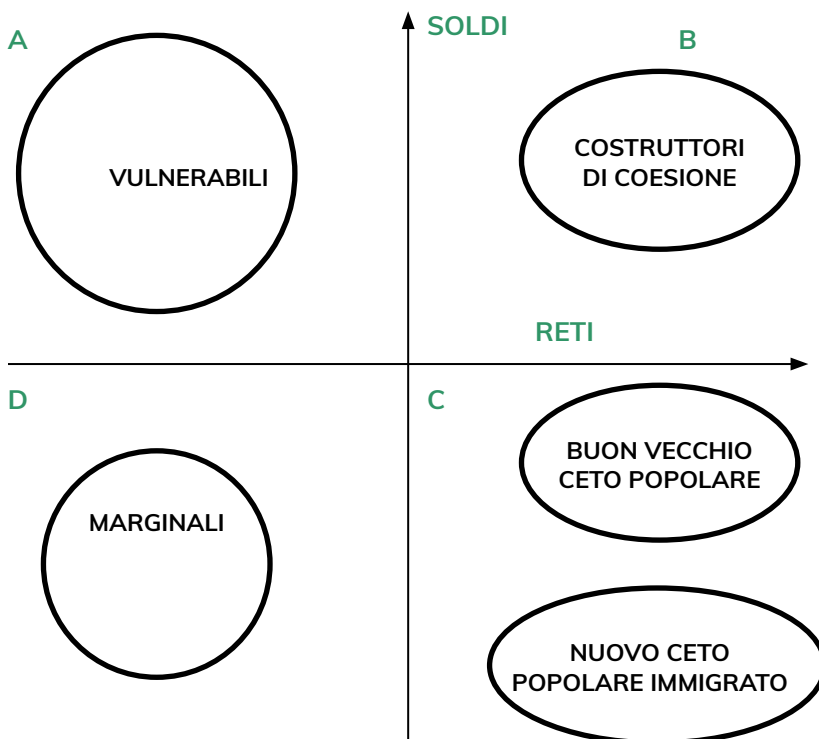 A
SOLDI
B
VULNERABILI
COSTRUTTORI
DI COESIONE
RETI
D
C
MARGINALI
BUON VECCHIO
CETO POPOLARE
NUOVO CETO
POPOLARE IMMIGRATO